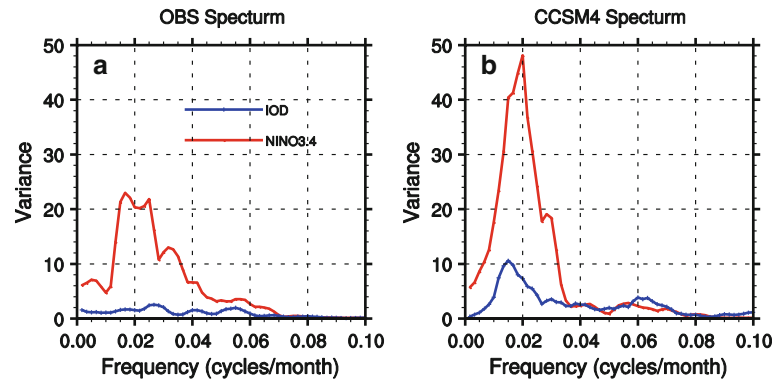 OBS Specturm
CCSM4 Specturm
a
b
IOD
NINO3.4
Variance
Variance
50
40
30
20
10
0
50
40
30
20
10
0
0.00 0.02 0.04 0.06 0.08 0.10
0.00 0.02 0.04 0.06 0.08 0.10
Frequency (cycles/month)
Frequency (cycles/month)